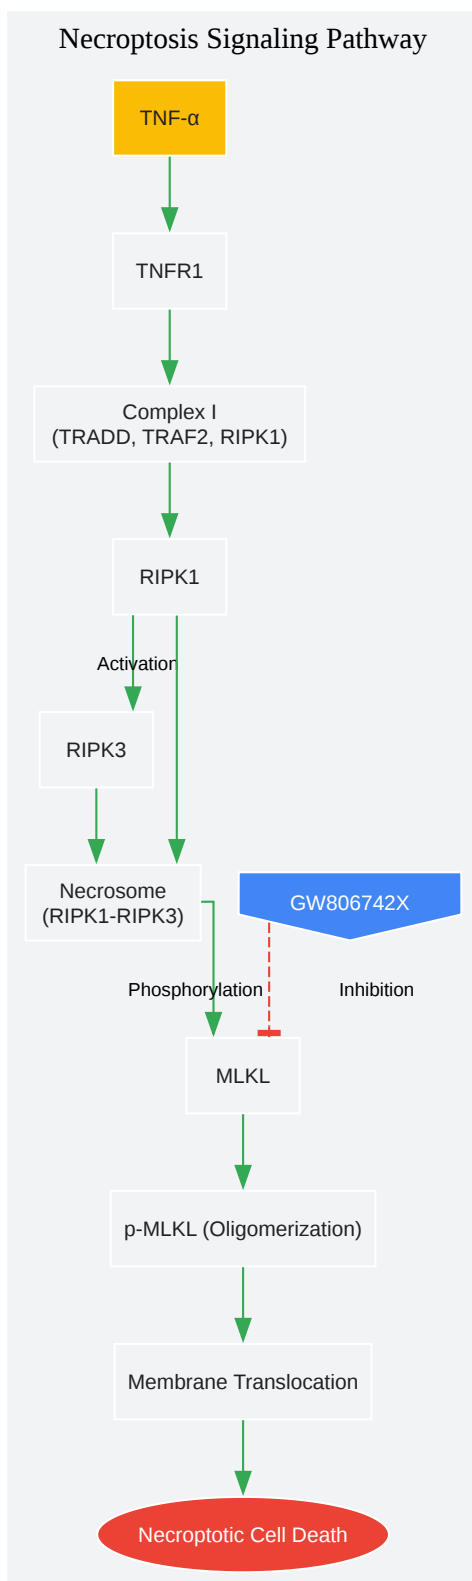 Necroptosis Signaling Pathway
TNF-α
TNFR1
Complex I
(TRADD, TRAF2, RIPK1)
RIPK1
Activation
RIPK3
Necrosome
(RIPK1-RIPK3)
GW806742X
Phosphorylation
Inhibition
MLKL
p-MLKL (Oligomerization)
Membrane Translocation
Necroptotic Cell Death